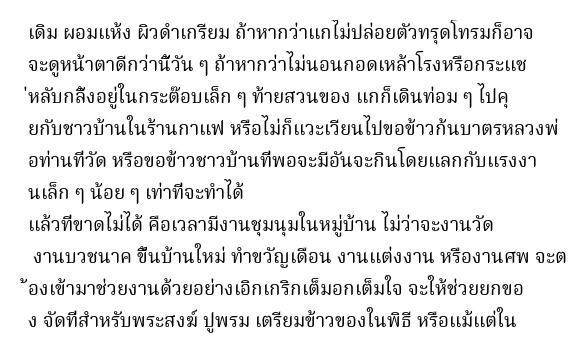 เดิม ผอมแห้ง ผิวดำเกรียม ถ้าหากว่าแกไม่ปล่อยตัวทรุดโทรมก็อาจ
จะดูหน้าตาดีกว่านี้วัน ๆ ถ้าหากว่าไม่นอนกอดเหล้าโรงหรือกระแช
่หลับกลิ้งอยู่ในกระต๊อบเล็ก ๆ ท้ายสวนของ แกก็เดินท่อม ๆ ไปคุ
ยกับชาวบ้านในร้านกาแฟ หรือไม่ก็แวะเวียนไปขอข้าวก้นบาตรหลวงพ่
อท่านที่วัด หรือขอข้าวชาวบ้านที่พอจะมีอันจะกินโดยแลกกับแรงงา
นเล็ก ๆ น้อย ๆ เท่าที่จะทำได้
แล้วที่ขาดไม่ได้ คือเวลามีงานชุมนุมในหมู่บ้าน ไม่ว่าจะงานวัด
งานบวชนาค ขึ้นบ้านใหม่ ทำขวัญเดือน งานแต่งงาน หรืองานศพ จะต
้องเข้ามาช่วยงานด้วยอย่างเอิกเกริกเต็มอกเต็มใจ จะให้ช่วยยกขอ
ง จัดที่สำหรับพระสงฆ์ ปูพรม เตรียมข้าวของในพิธี หรือแม้แต่ใน